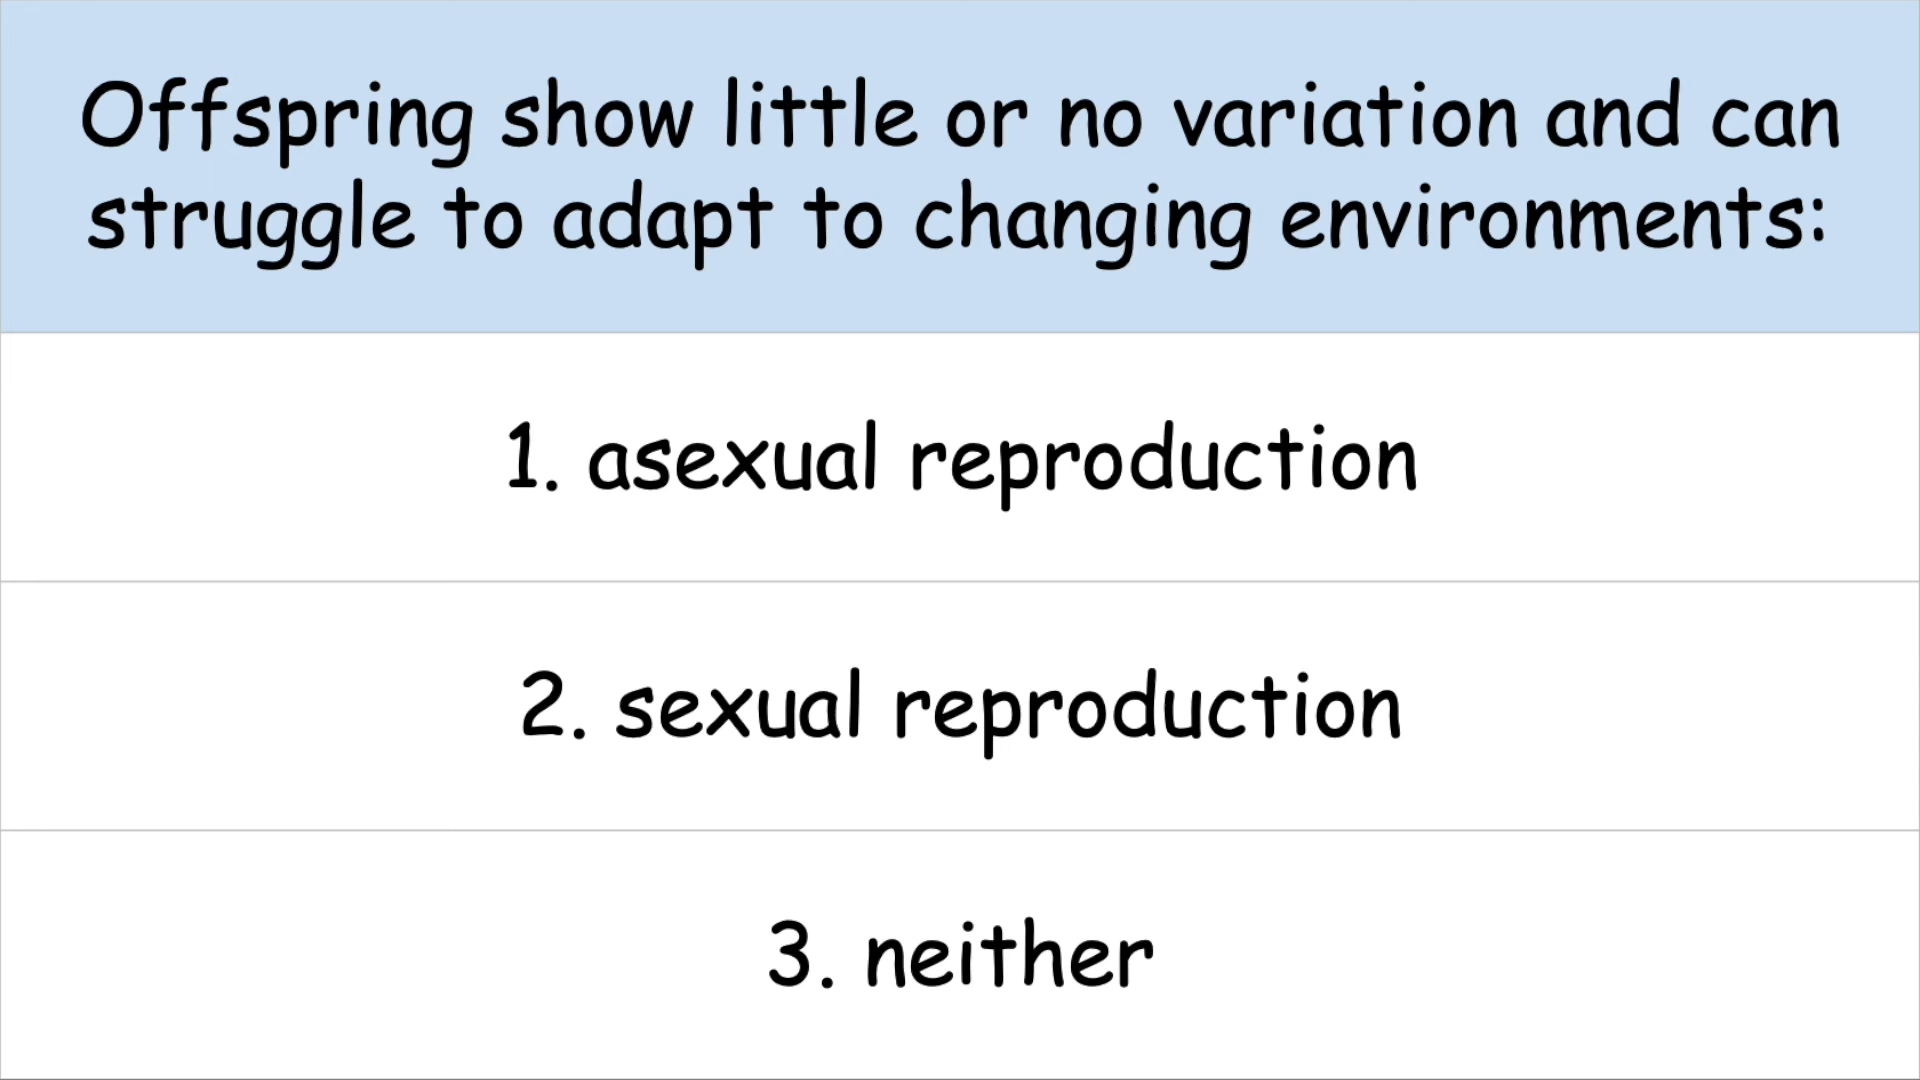 Offspring show little or no variation and can
struggle to adapt to changing environments:
1. asexual reproduction
2. sexual reproduction
3. neither